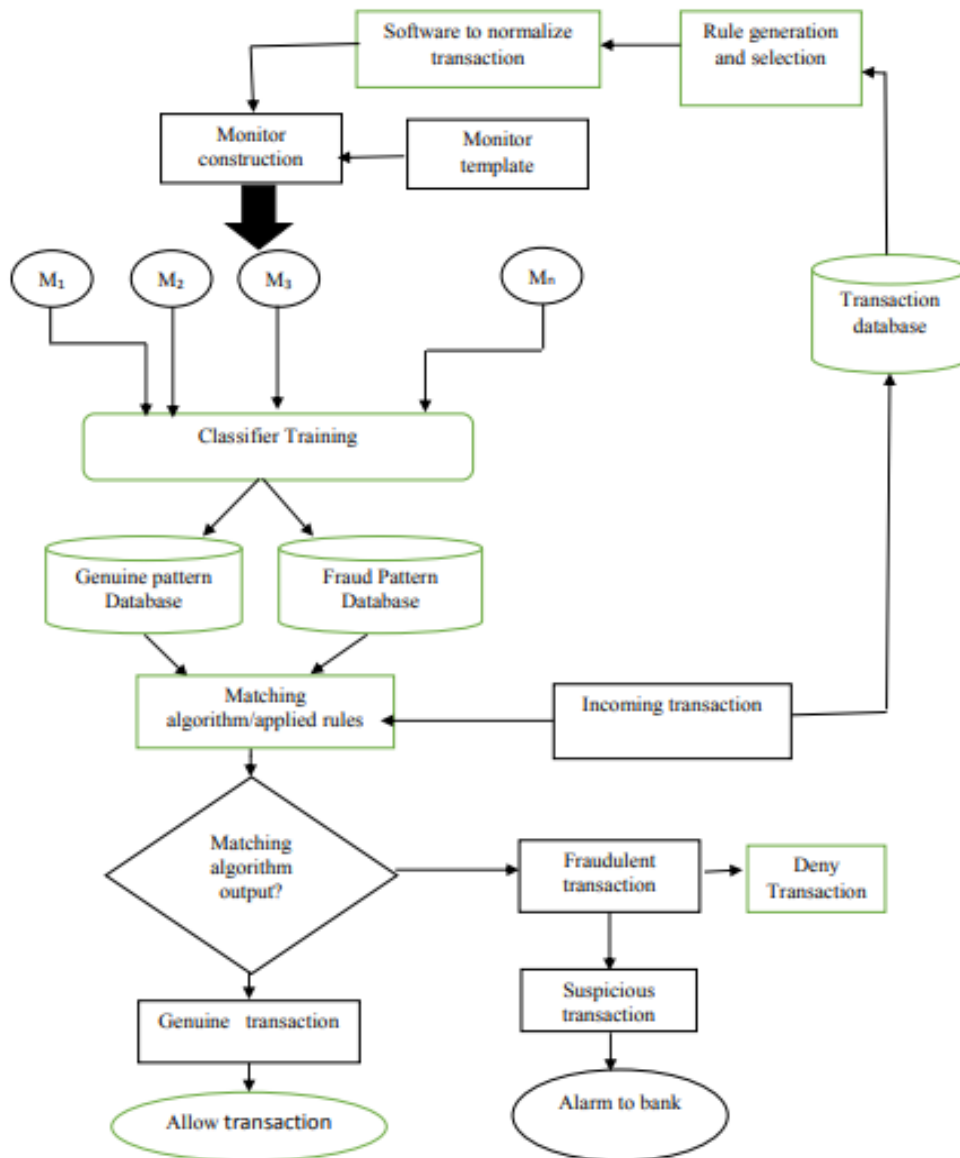 Software to normalize
transaction
Rule generation
and selection
Monitor
construction
Monitor
template
M₁
M₂
M₃
Mₙ
Transaction
database
Classifier Training
Genuine pattern
Database
Fraud Pattern
Database
Matching
algorithm/applied rules
Incoming transaction
Matching
algorithm
output?
Fraudulent
transaction
Deny
Transaction
Suspicious
transaction
Genuine transaction
Alarm to bank
Allow transaction